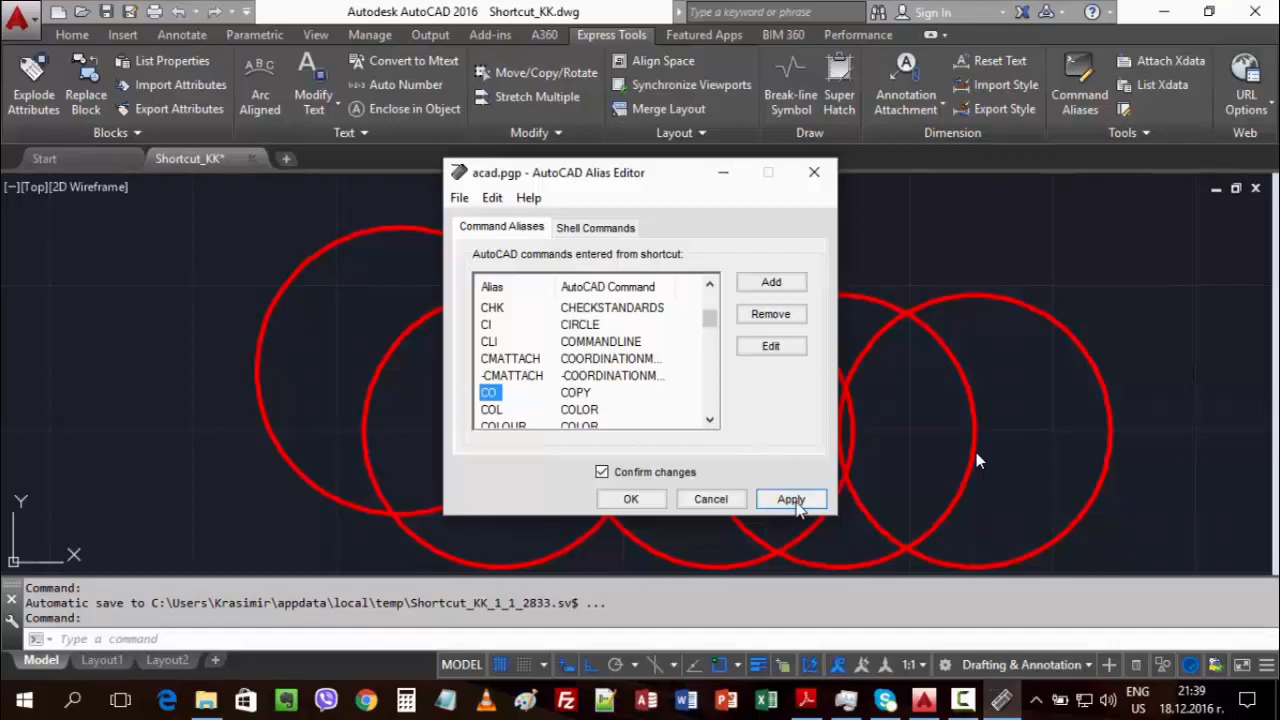 Autodesk AutoCAD 2016 Shortcut_KK.dwg
Type a keyword or phrase
Sign In
Home Insert Annotate Parametric View Manage Output Add-ins A360 Express Tools Featured Apps BIM 360 Performance
Explode Attributes
Replace Block
List Properties
Import Attributes
Export Attributes
Blocks
ABC
Arc Aligned
Modify Text
Convert to Mtext
Auto Number
Enclose in Object
Text
Move/Copy/Rotate
Stretch Multiple
Modify
Align Space
Synchronize Viewports
Merge Layout
Layout
Break-line Symbol
Super Hatch
Draw
Annotation Attachment
Reset Text
Import Style
Export Style
Dimension
Command Aliases
Attach Xdata
List Xdata
Tools
URL Options
Web
Start
Shortcut_KK*
[−][Top][2D Wireframe]
acad.pgp - AutoCAD Alias Editor
File Edit Help
Command Aliases Shell Commands
AutoCAD commands entered from shortcut:
Alias AutoCAD Command
CHK CHECKSTANDARDS
CI CIRCLE
CLI COMMANDLINE
CMATTACH COORDINATIONM...
-CMATTACH -COORDINATIONM...
CO COPY
COL COLOR
COLOUR COLOR
Add
Remove
Edit
Confirm changes
OK Cancel Apply
Y
X
Command:
Automatic save to C:\Users\Krasimir\appdata\local\temp\Shortcut_KK_1_1_2833.sv$ ...
Command:
Type a command
Model Layout1 Layout2
MODEL
1:1
Drafting & Annotation
ENG
US
21:39
18.12.2016 г.